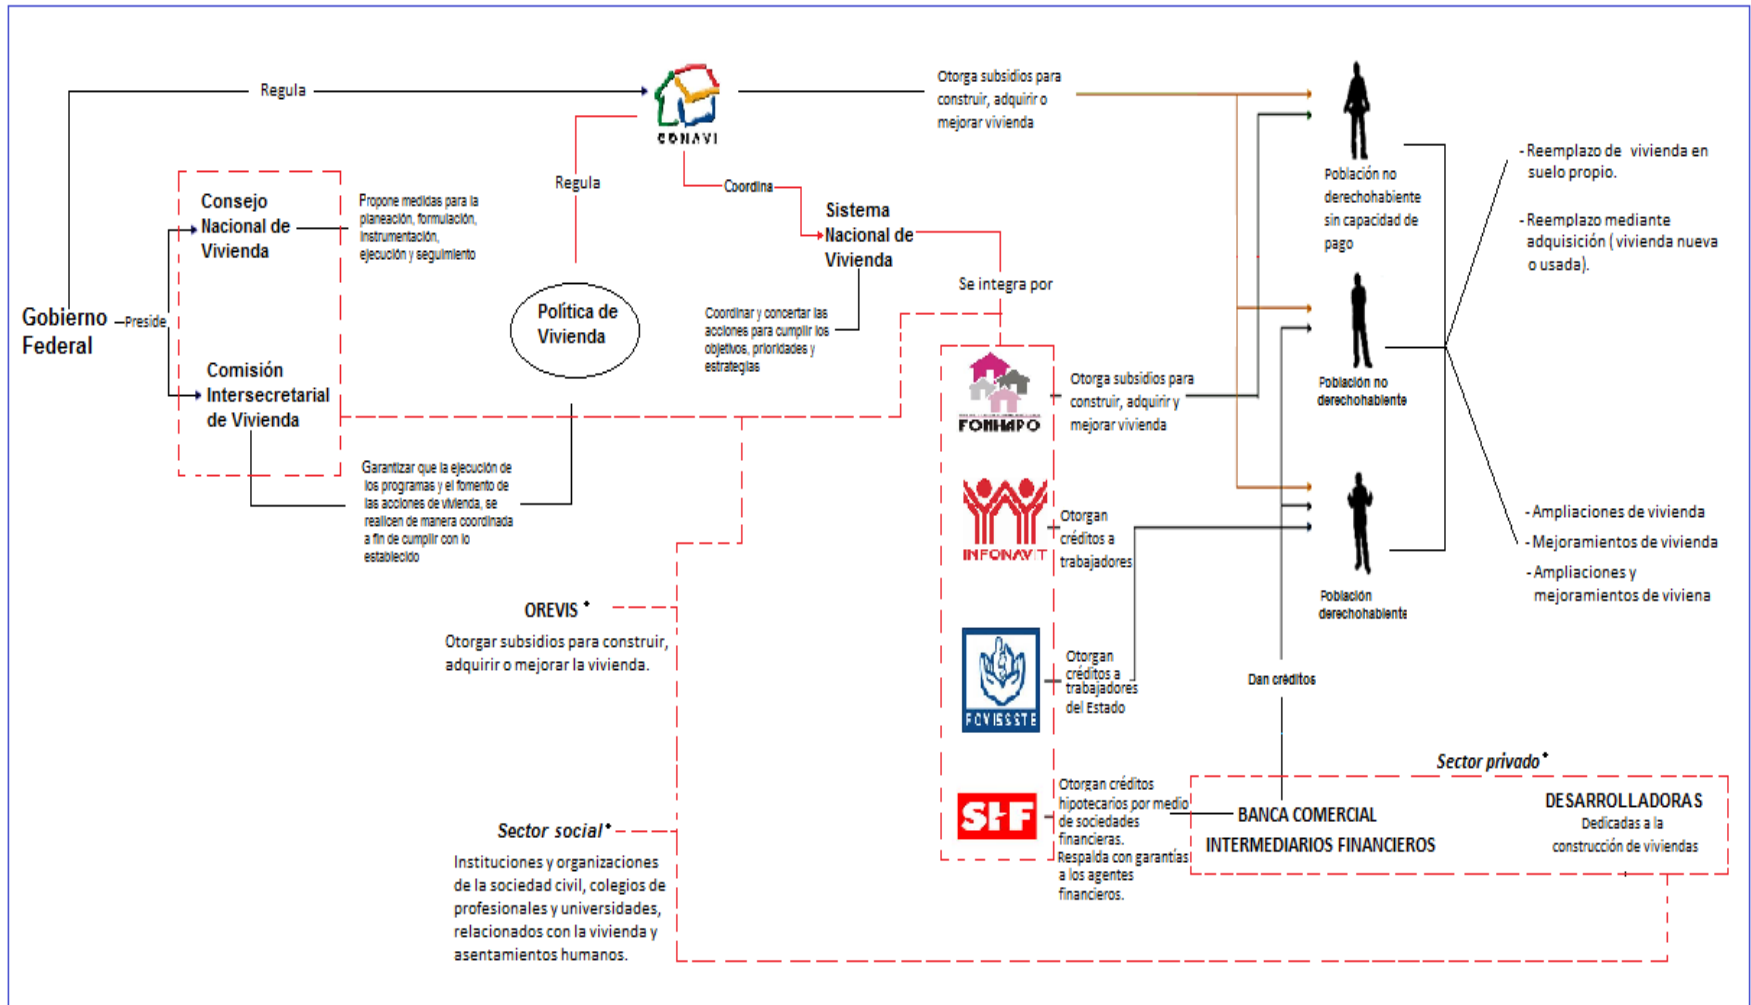 Regula
CONAVI
Otorga subsidios para
construir, adquirir o
mejorar vivienda
Consejo
Nacional de
Vivienda
Propone medidas para la
planeación, formulación,
instrumentación,
ejecución y seguimiento
Regula
Coordina
Sistema
Nacional de
Vivienda
Se integra por
Población no
derechohabiente
sin capacidad de
pago
- Reemplazo de vivienda en
suelo propio.
- Reemplazo mediante
adquisición ( vivienda nueva
o usada).
Gobierno
Federal
Preside
Política de
Vivienda
Coordinar y concertar las
acciones para cumplir los
objetivos, prioridades y
estrategias
Comisión
Intersecretarial
de Vivienda
FONHAPO
Otorga subsidios para
construir, adquirir y
mejorar vivienda
Población no
derechohabiente
Garantizar que la ejecución de
los programas y el fomento de
las acciones de vivienda, se
realicen de manera coordinada
a fin de cumplir con lo
establecido
INFONAVIT
Otorgan
créditos a
trabajadores
Población
derechohabiente
- Ampliaciones de vivienda
- Mejoramientos de vivienda
- Ampliaciones y
mejoramientos de viviena
OREVIS *
Otorgar subsidios para construir,
adquirir o mejorar la vivienda.
FOVISSSTE
Otorgan
créditos a
trabajadores
del Estado
Dan créditos
Sector privado *
SHF
Otorgan créditos
hipotecarios por medio
de sociedades
financieras.
Respalda con garantías
a los agentes
financieros.
BANCA COMERCIAL
INTERMEDIARIOS FINANCIEROS
DESARROLLADORAS
Dedicadas a la
construcción de viviendas
Sector social *
Instituciones y organizaciones
de la sociedad civil, colegios de
profesionales y universidades,
relacionados con la vivienda y
asentamientos humanos.